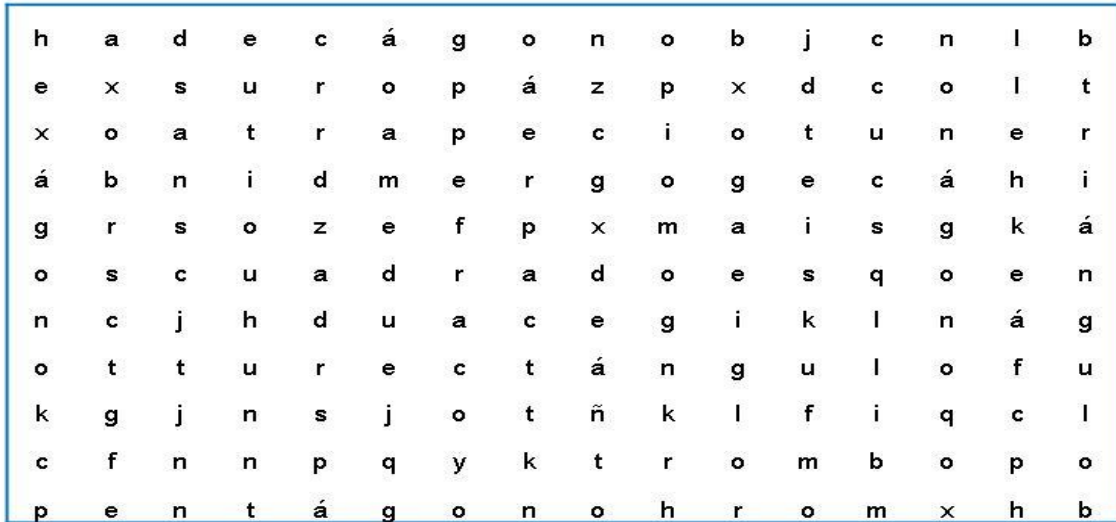 h a d e c á g o n o b j c n l b
e x s u r o p á z p x d c o l t
x o a t r a p e c i o t u n e r
á b n i d m e r g o g e c á h i
g r s o z e f p x m a i s g k á
o s c u a d r a d o e s q o e n
n c j h d u a c e g i k l n á g
o t t u r e c t á n g u l o f u
k g j n s j o t ñ k l f i q c l
c f n n p q y k t r o m b o p o
p e n t á g o n o h r o m x h b